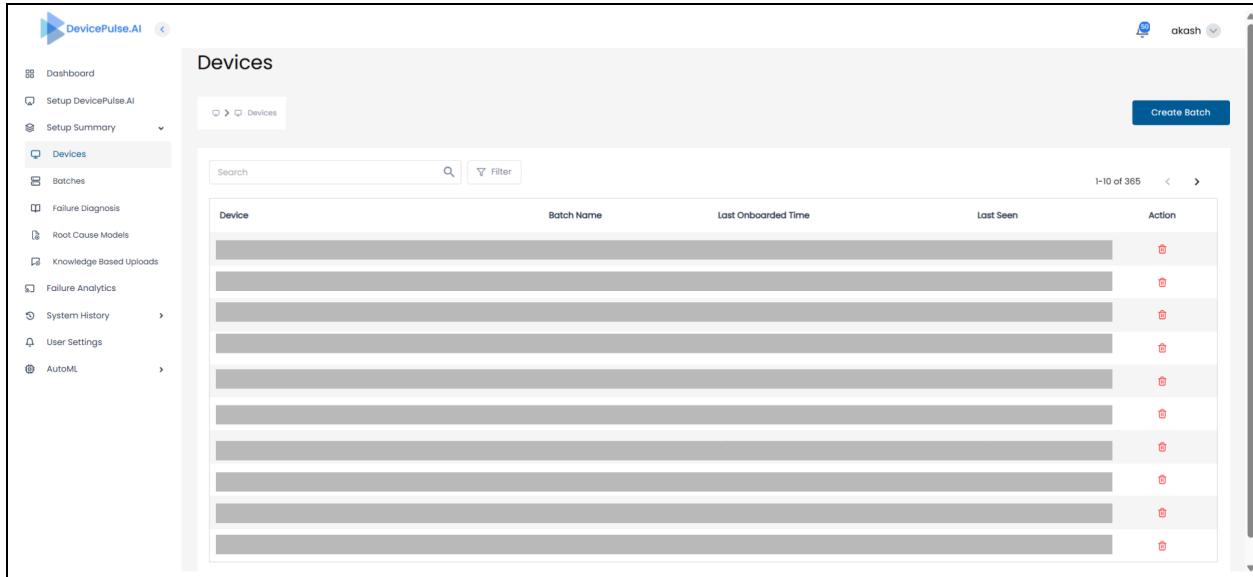 DevicePulse.AI
50
akash
Dashboard
Setup DevicePulse.AI
Setup Summary
Devices
Batches
Failure Diagnosis
Root Cause Models
Knowledge Based Uploads
Failure Analytics
System History
User Settings
AutoML
Devices
Devices
Create Batch
Search
Filter
1-10 of 365
Device Batch Name Last Onboarded Time Last Seen Action